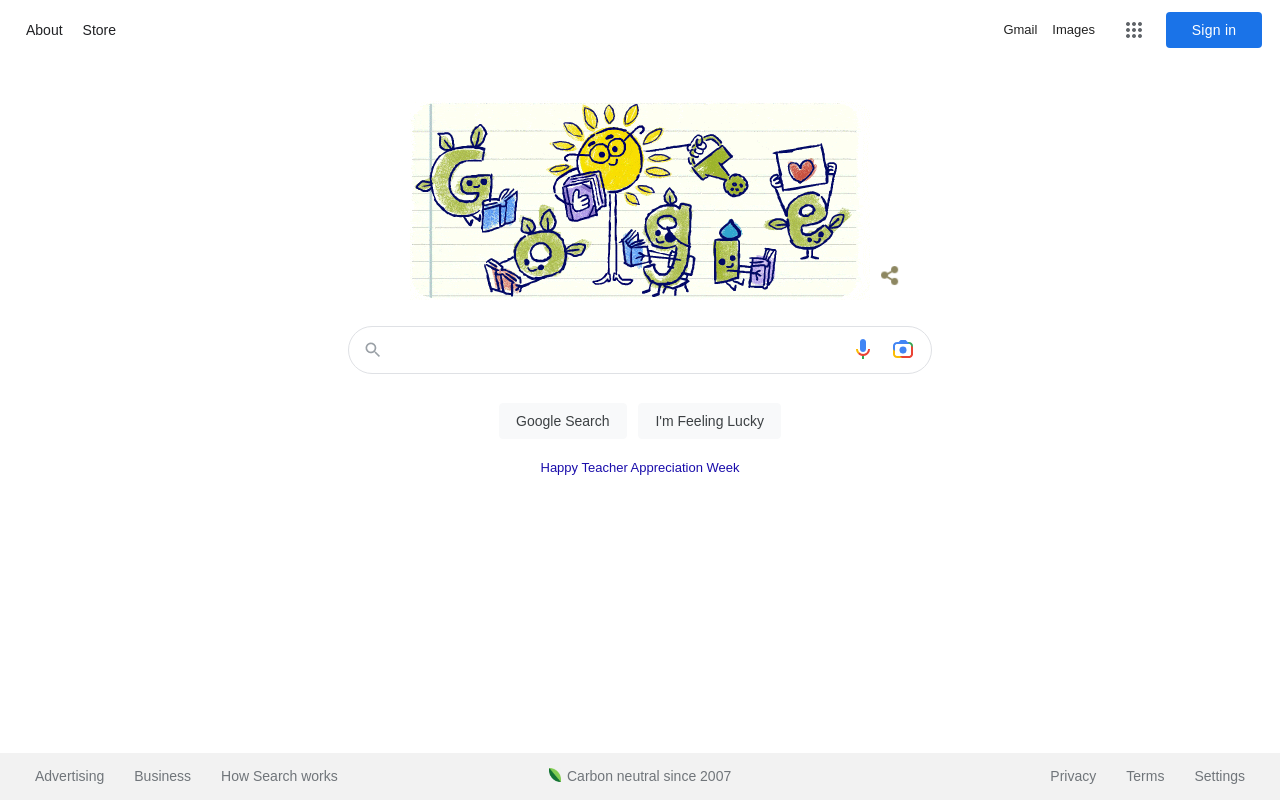 About Store Gmail Images Sign in
Google
Google Search I'm Feeling Lucky
Happy Teacher Appreciation Week
Advertising Business How Search works Carbon neutral since 2007 Privacy Terms Settings